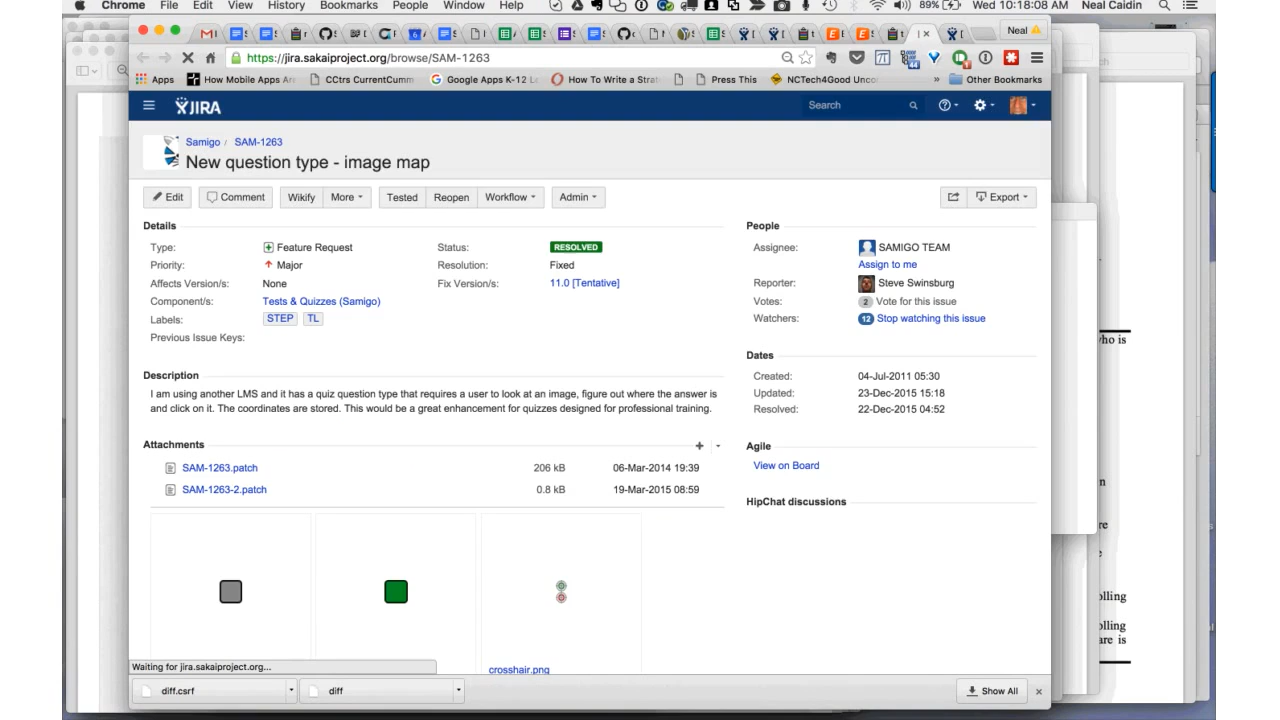 Chrome File Edit View History Bookmarks People Window Help 89% Wed 10:18:08 AM Neal Caidin
Neal
https://jira.sakaiproject.org/browse/SAM-1263
Apps How Mobile Apps Are CCtrs CurrentCumm Google Apps K-12 Le How To Write a Strat Press This NCTech4Good Unco » Other Bookmarks
JIRA Search
Samigo / SAM-1263
New question type - image map
Edit Comment Wikify More Tested Reopen Workflow Admin Export
Details
Type: Feature Request Status: RESOLVED
Priority: Major Resolution: Fixed
Affects Version/s: None Fix Version/s: 11.0 [Tentative]
Component/s: Tests & Quizzes (Samigo)
Labels: STEP TL
Previous Issue Keys:
People
Assignee: SAMIGO TEAM
Assign to me
Reporter: Steve Swinsburg
Votes: 2 Vote for this issue
Watchers: 12 Stop watching this issue
Description
I am using another LMS and it has a quiz question type that requires a user to look at an image, figure out where the answer is
and click on it. The coordinates are stored. This would be a great enhancement for quizzes designed for professional training.
Dates
Created: 04-Jul-2011 05:30
Updated: 23-Dec-2015 15:18
Resolved: 22-Dec-2015 04:52
Attachments
SAM-1263.patch 206 kB 06-Mar-2014 19:39
SAM-1263-2.patch 0.8 kB 19-Mar-2015 08:59
Agile
View on Board
HipChat discussions
crosshair.png
Waiting for jira.sakaiproject.org...
diff.csrf diff Show All
ho is
n
re
e
olling
olling
are is